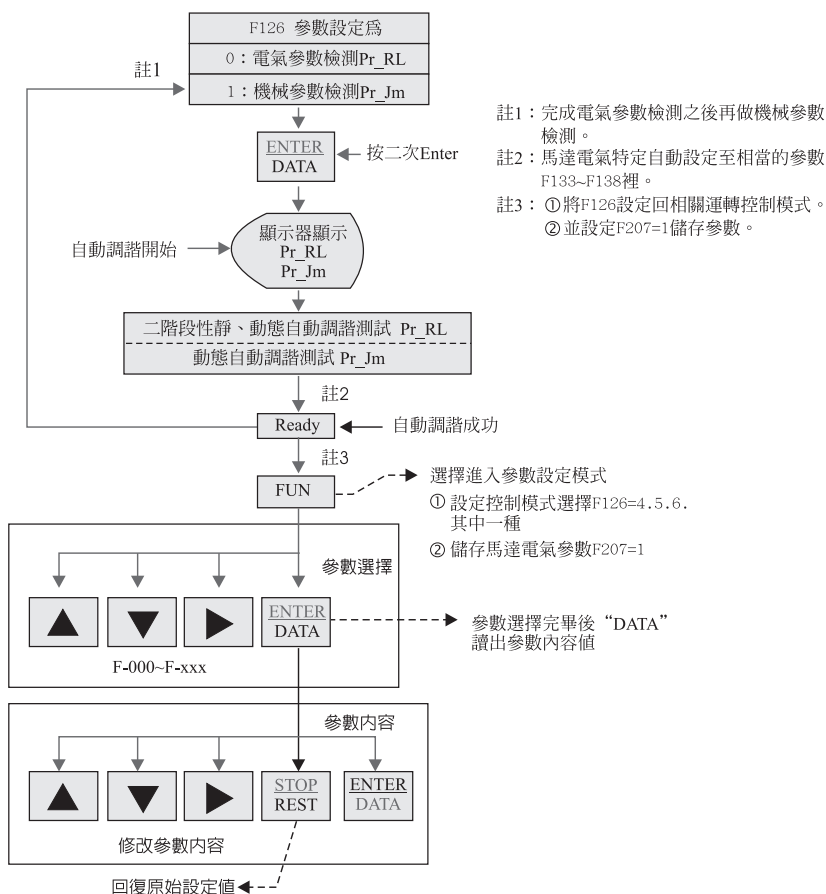 F126 參數設定爲
0：電氣參數檢測Pr_RL
1：機械參數檢測Pr_Jm
註1
ENTER
DATA
按二次Enter
註1：完成電氣參數檢測之後再做機械參數
檢測。
註2：馬達電氣特定自動設定至相當的參數
F133~F138裡。
註3：①將F126設定回相關運轉控制模式。
②並設定F207=1儲存參數。
自動調諧開始
顯示器顯示
Pr_RL
Pr_Jm
二階段性靜、動態自動調諧測試 Pr_RL
動態自動調諧測試 Pr_Jm
註2
Ready
自動調諧成功
註3
FUN
選擇進入參數設定模式
① 設定控制模式選擇F126=4.5.6.
其中一種
② 儲存馬達電氣參數F207=1
參數選擇
ENTER
DATA
參數選擇完畢後“DATA”
讀出參數內容值
F-000~F-xxx
參數內容
STOP
REST
ENTER
DATA
修改參數內容
回復原始設定值